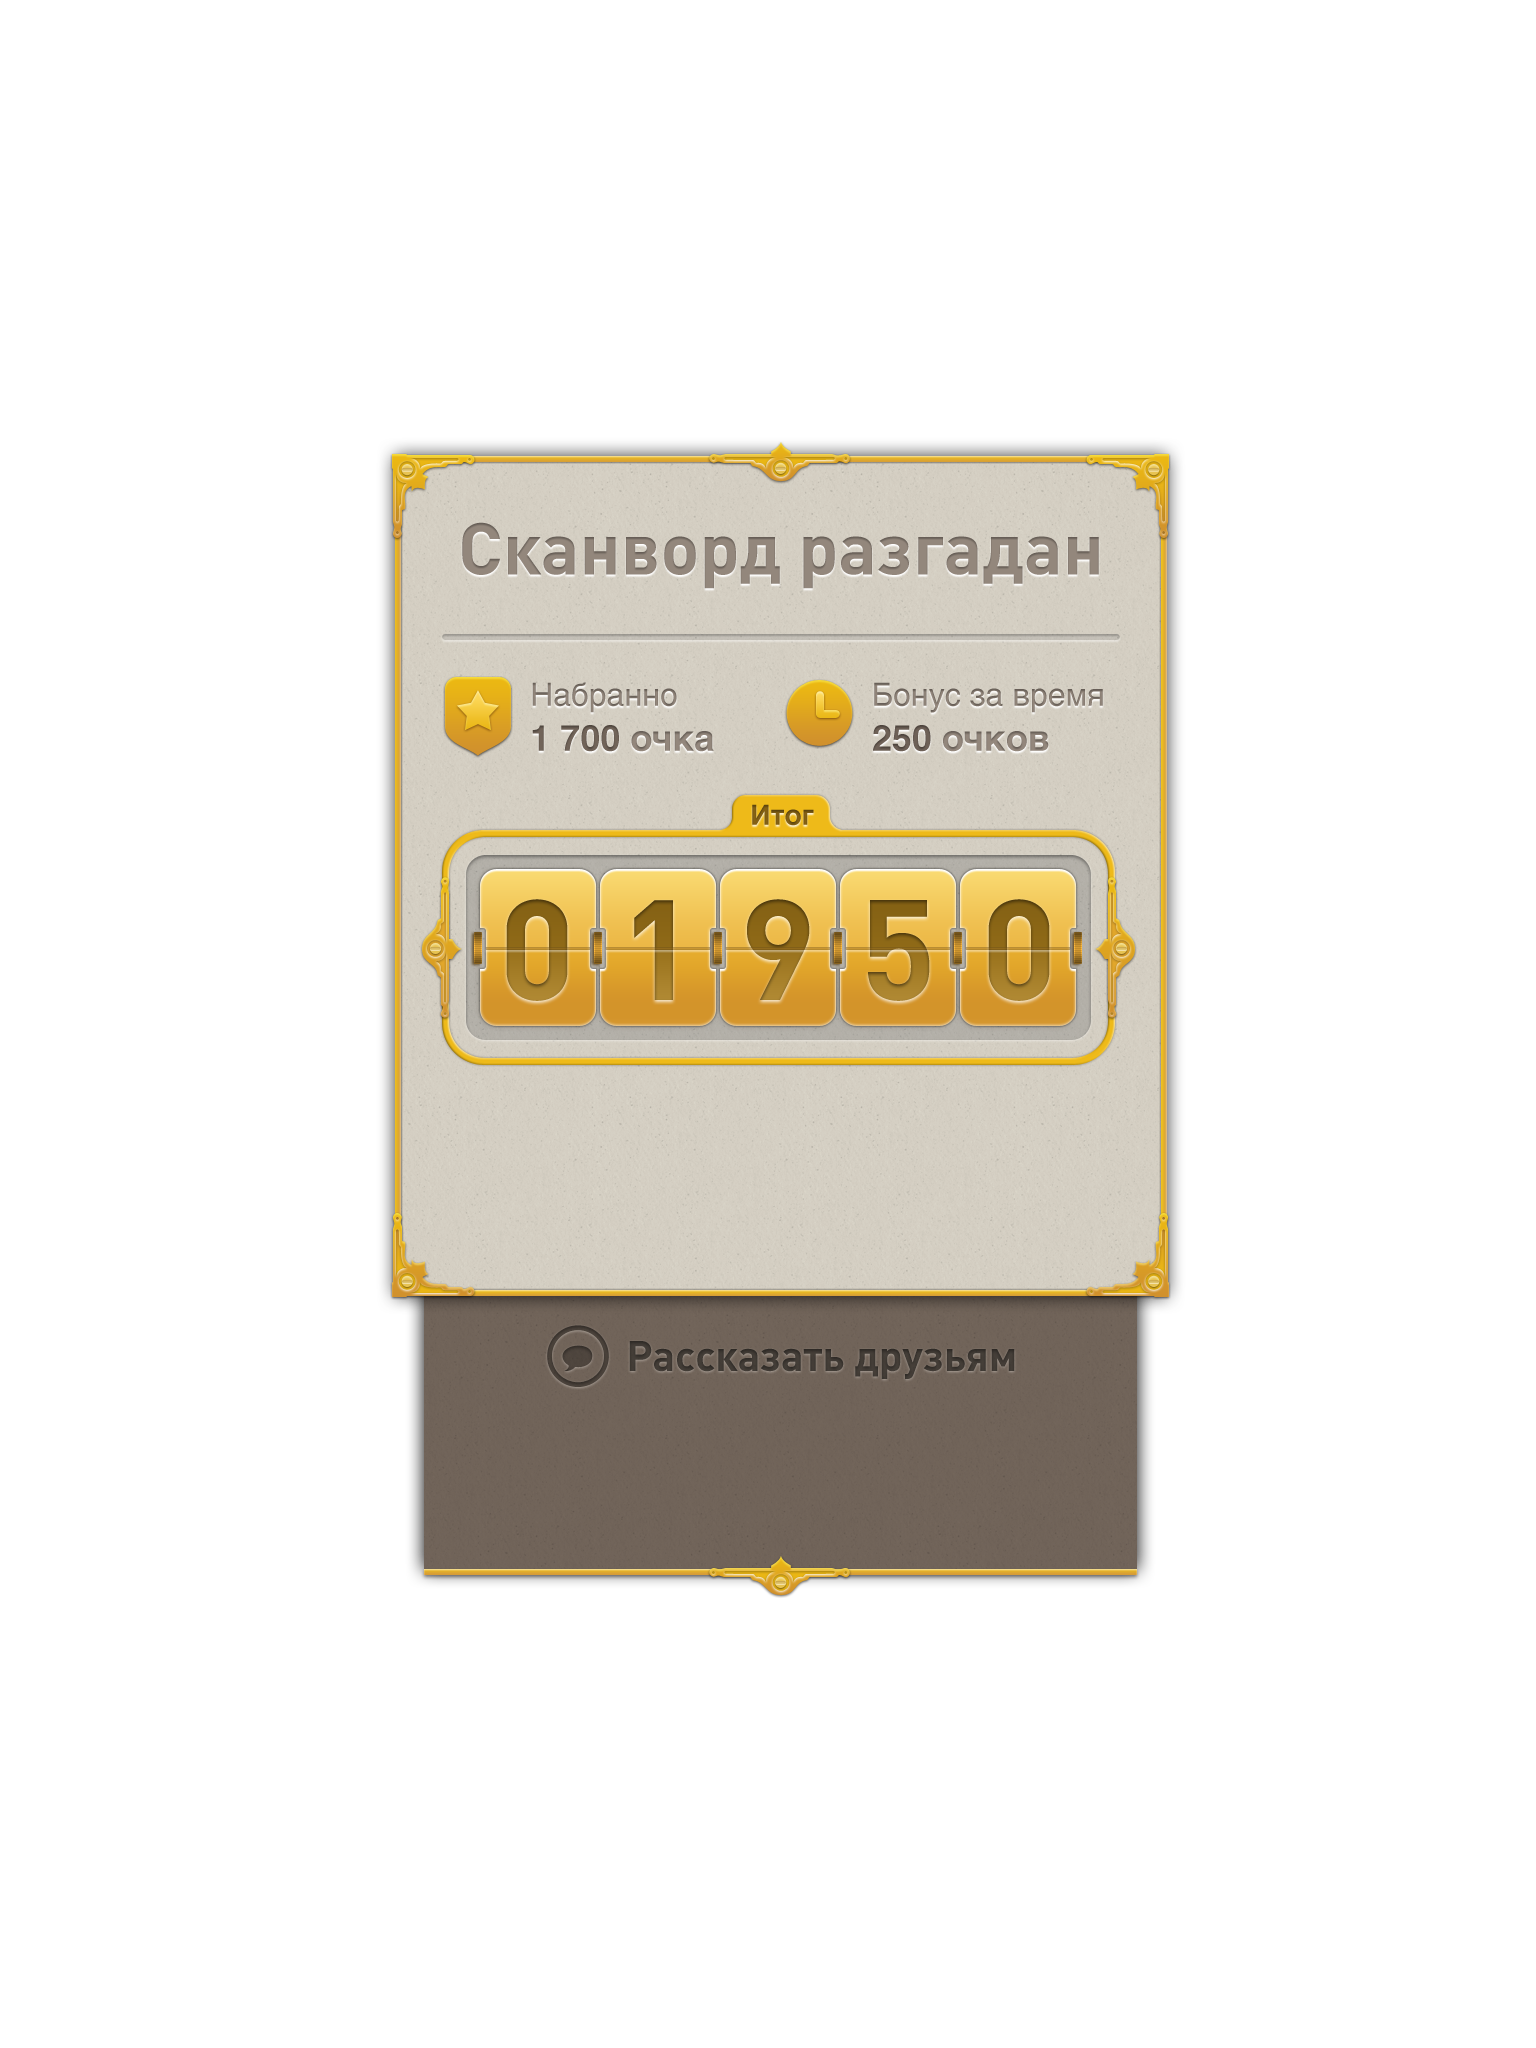 Сканворд разгадан
Набранно
1 700 очка
Бонус за время
250 очков
Итог
01950
Рассказать друзьям